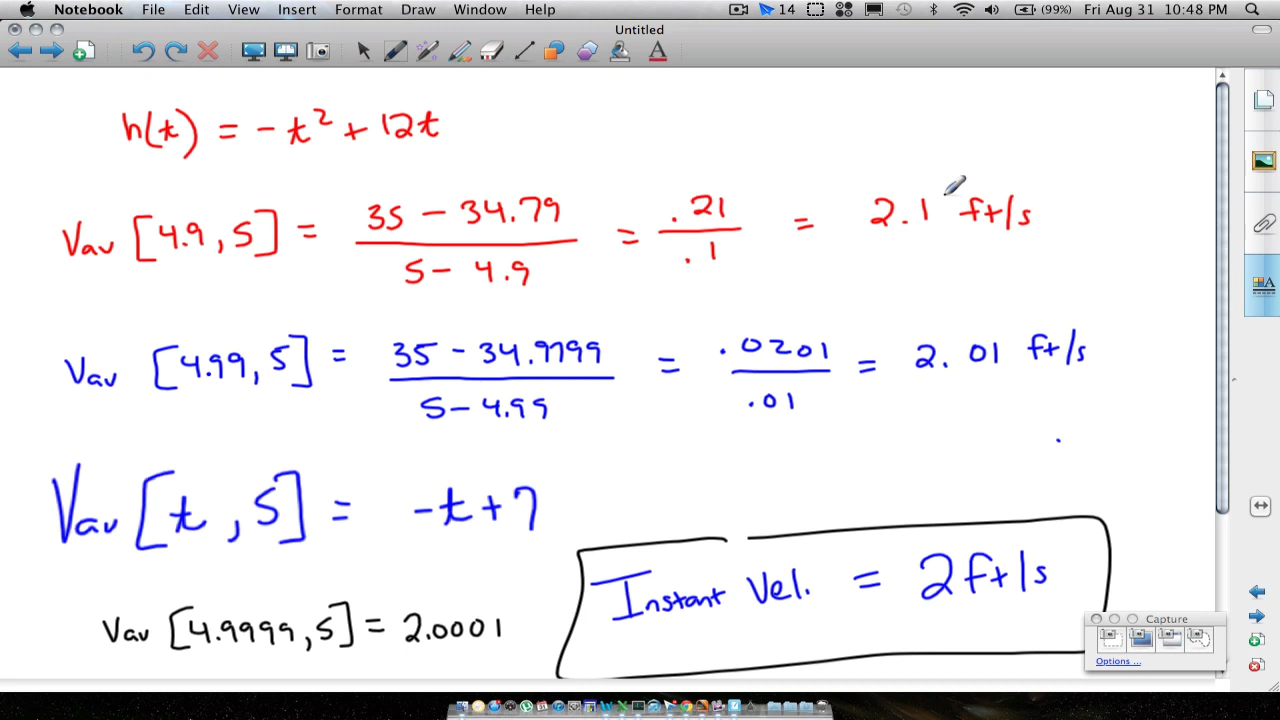 Notebook File Edit View Insert Format Draw Window Help 14 (99%) Fri Aug 31 10:48 PM
Untitled
h(t) = -t² + 12t
Vav [4.9, 5] = 35 - 34.79 / 5 - 4.9 = .21 / .1 = 2.1 ft/s
Vav [4.99, 5] = 35 - 34.9799 / 5 - 4.99 = .0201 / .01 = 2.01 ft/s
Vav [t, 5] = -t + 7
Instant Vel. = 2 ft/s
Vav [4.9999, 5] = 2.0001
Capture
Options ...